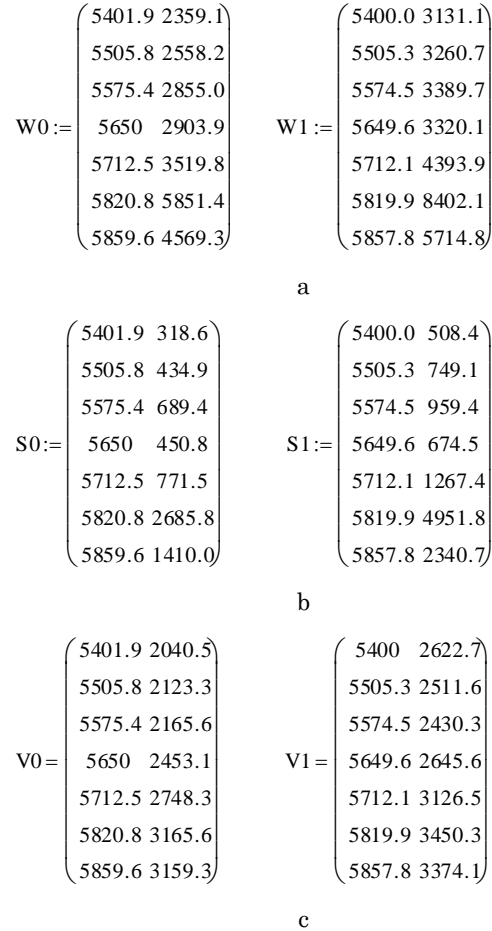 5401.9 2359.1 5400.0 3131.1
5505.8 2558.2 5505.3 3260.7
5575.4 2855.0 5574.5 3389.7
W0 := 5650 2903.9 W1 := 5649.6 3320.1
5712.5 3519.8 5712.1 4393.9
5820.8 5851.4 5819.9 8402.1
5859.6 4569.3 5857.8 5714.8
a
5401.9 318.6 5400.0 508.4
5505.8 434.9 5505.3 749.1
5575.4 689.4 5574.5 959.4
S0 := 5650 450.8 S1 := 5649.6 674.5
5712.5 771.5 5712.1 1267.4
5820.8 2685.8 5819.9 4951.8
5859.6 1410.0 5857.8 2340.7
b
5401.9 2040.5 5400 2622.7
5505.8 2123.3 5505.3 2511.6
5575.4 2165.6 5574.5 2430.3
V0 = 5650 2453.1 V1 = 5649.6 2645.6
5712.5 2748.3 5712.1 3126.5
5820.8 3165.6 5819.9 3450.3
5859.6 3159.3 5857.8 3374.1
c